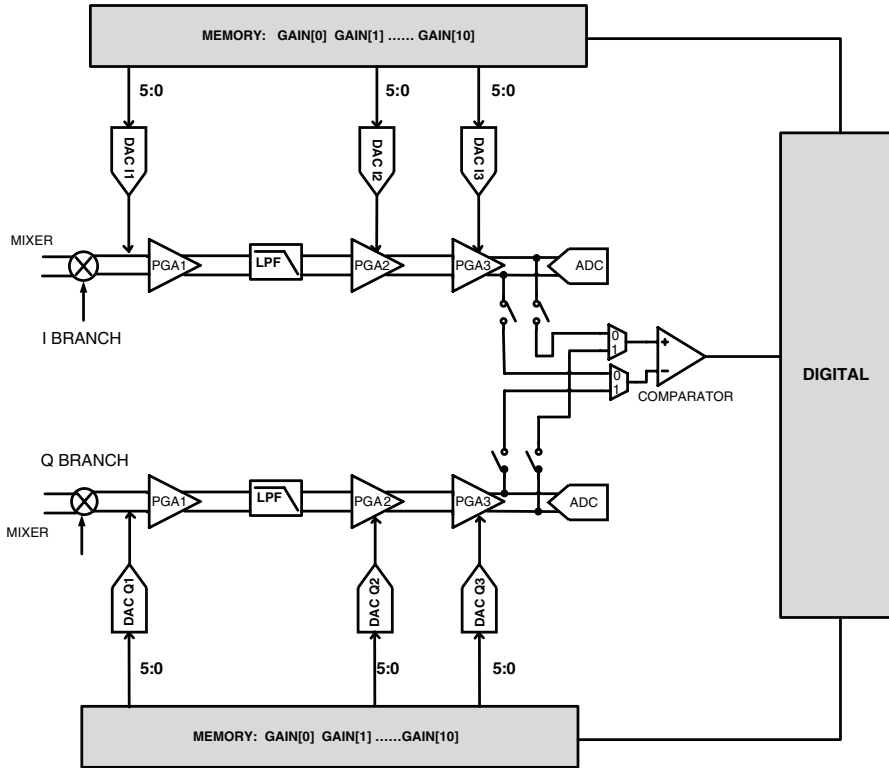 MEMORY: GAIN[0] GAIN[1] ...... GAIN[10]
5:0 5:0 5:0
DAC I1 DAC I2 DAC I3
MIXER
PGA1 LPF PGA2 PGA3 ADC
I BRANCH
0
1
+
0
1
–
COMPARATOR
DIGITAL
Q BRANCH
PGA1 LPF PGA2 PGA3 ADC
MIXER
DAC Q1 DAC Q2 DAC Q3
5:0 5:0 5:0
MEMORY: GAIN[0] GAIN[1] ......GAIN[10]